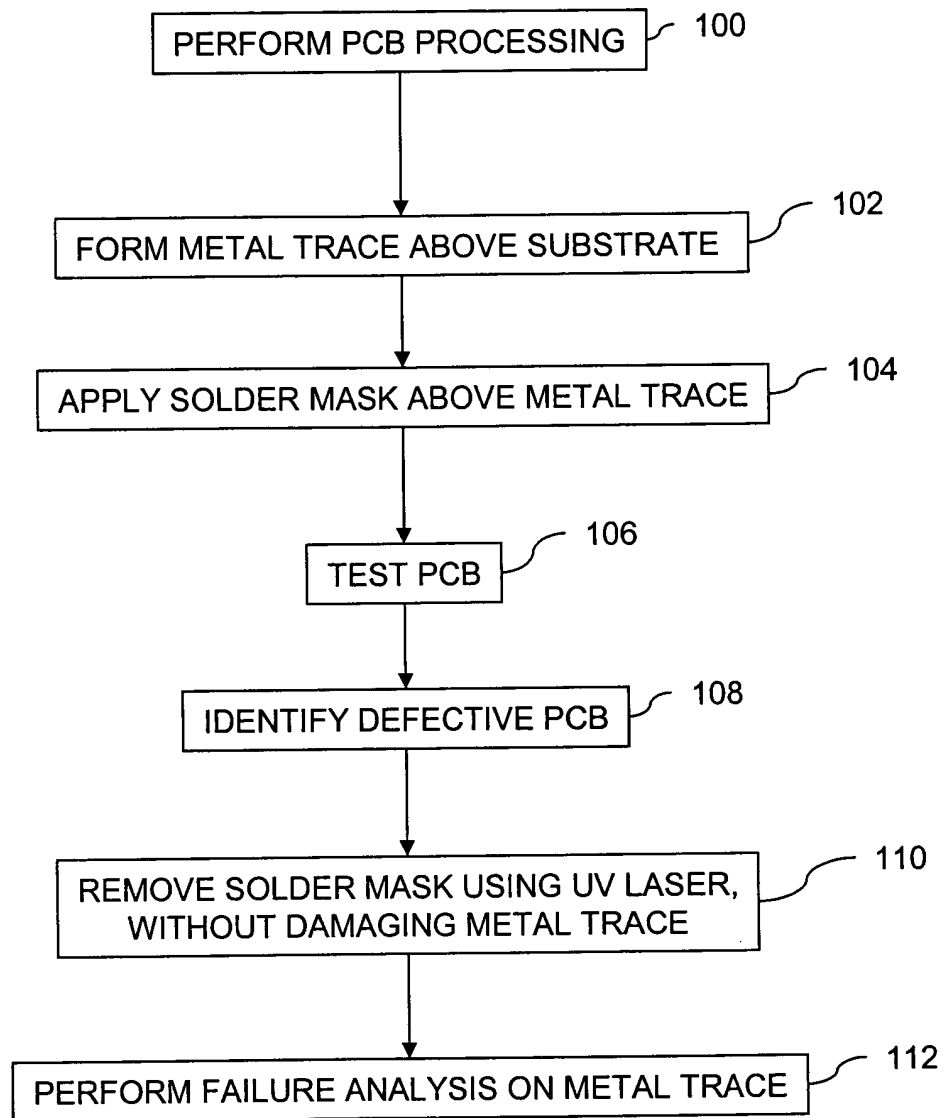 PERFORM PCB PROCESSING
100
FORM METAL TRACE ABOVE SUBSTRATE
102
APPLY SOLDER MASK ABOVE METAL TRACE
104
TEST PCB
106
IDENTIFY DEFECTIVE PCB
108
REMOVE SOLDER MASK USING UV LASER,
WITHOUT DAMAGING METAL TRACE
110
PERFORM FAILURE ANALYSIS ON METAL TRACE
112